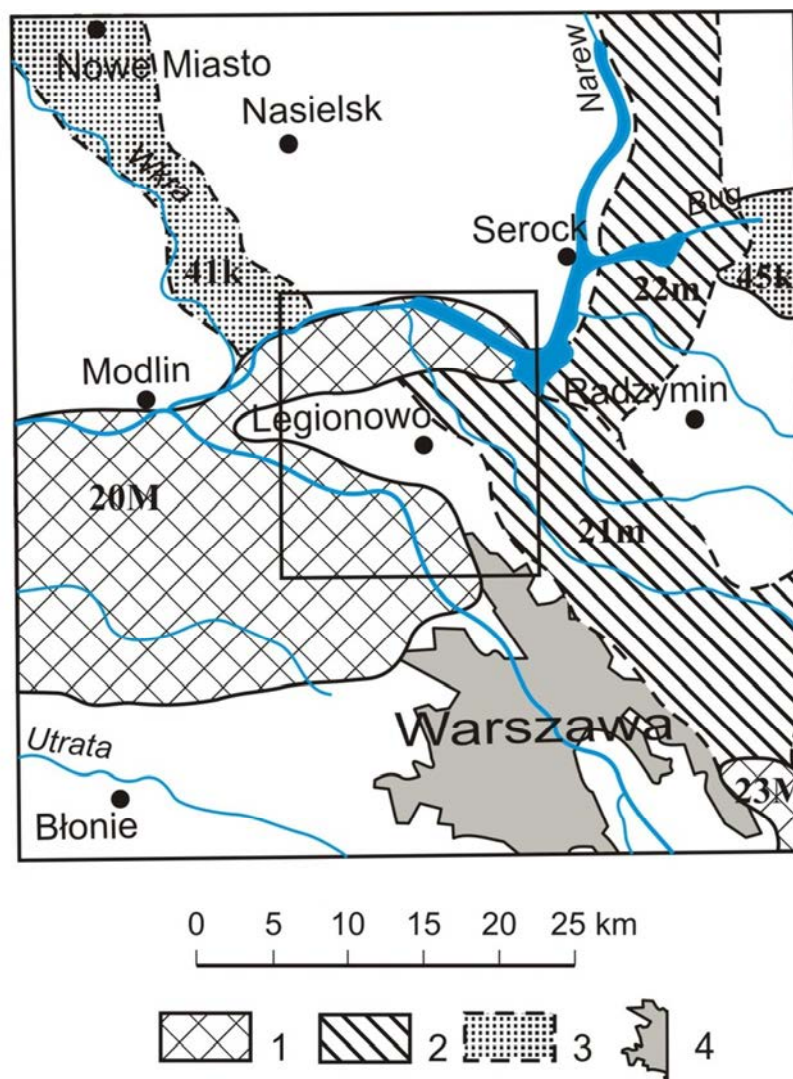 Nowe Miasto
Narew
Nasielsk
Wkra
Bug
Serock
41k
45k
22m
Modlin
Radzymin
Legionowo
20M
21m
Warszawa
Utrata
23M
Błonie
0 5 10 15 20 25 km
1 2 3 4